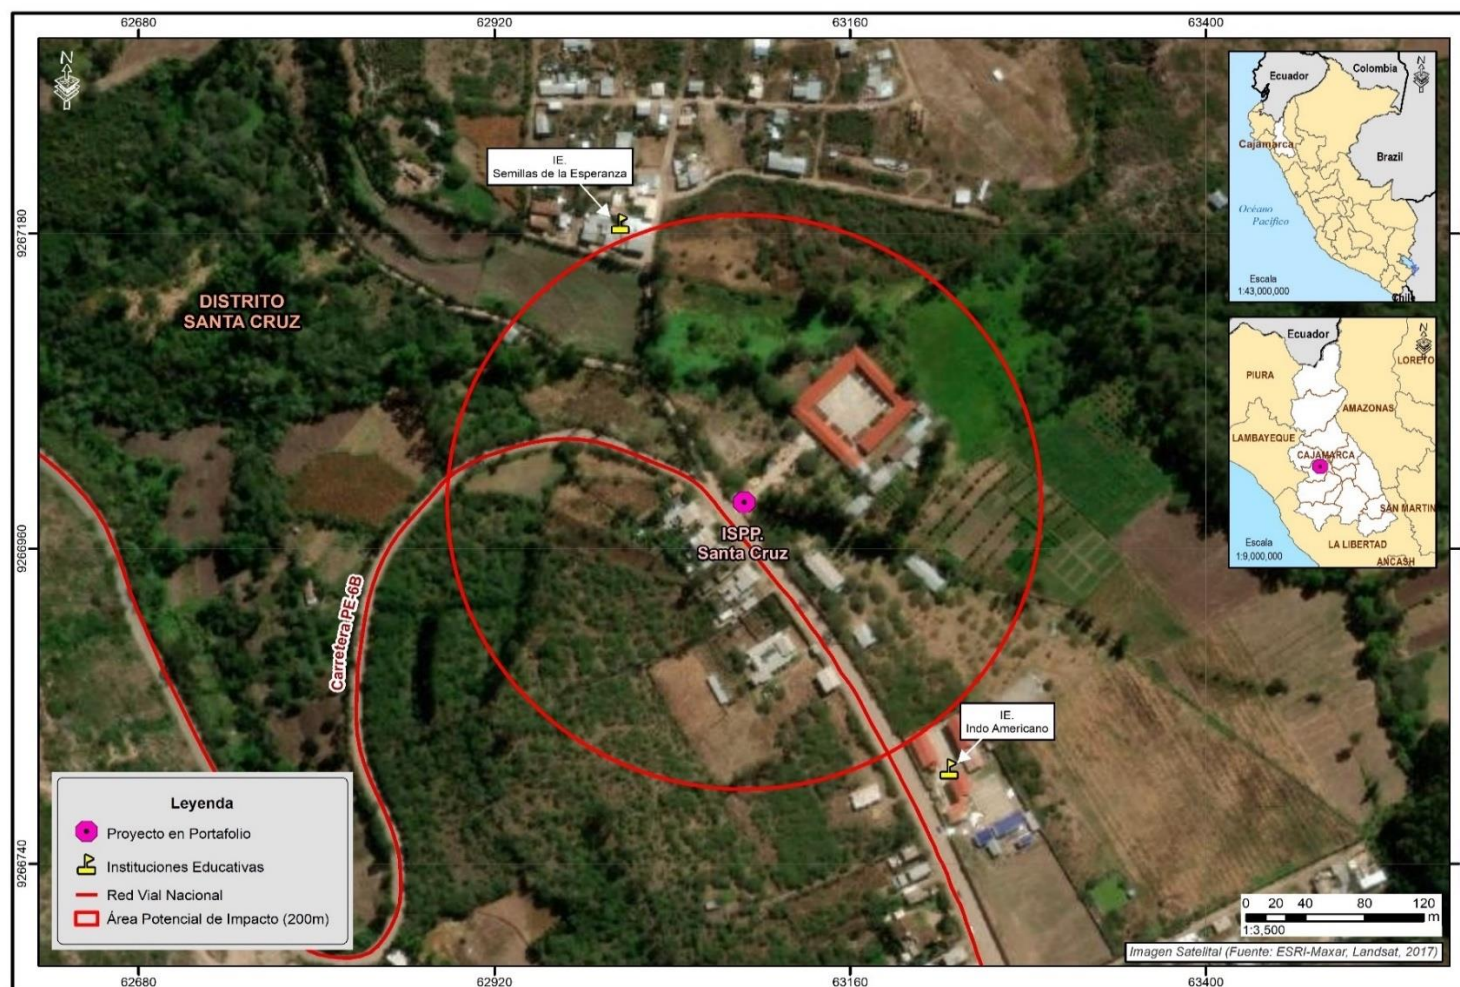 62680
62920
63160
63400
N
IE.
Semillas de la Esperanza
9267180
DISTRITO
SANTA CRUZ
ISPP.
Santa Cruz
9266960
Carretera PE-6B
IE.
Indo Americano
9266740
Leyenda
Proyecto en Portafolio
Instituciones Educativas
Red Vial Nacional
Área Potencial de Impacto (200m)
Ecuador
Colombia
N
Cajamarca
Brazil
Océano
Pacífico
Escala
1:43,000,000
Chile
Ecuador
N
LORETO
PIURA
AMAZONAS
LAMBAYEQUE
CAJAMARCA
SAN MARTIN
Escala
1:9,000,000
LA LIBERTAD
ANCASH
0 20 40 80 120
m
1:3,500
Imagen Satelital (Fuente: ESRI-Maxar, Landsat, 2017)
62680
62920
63160
63400